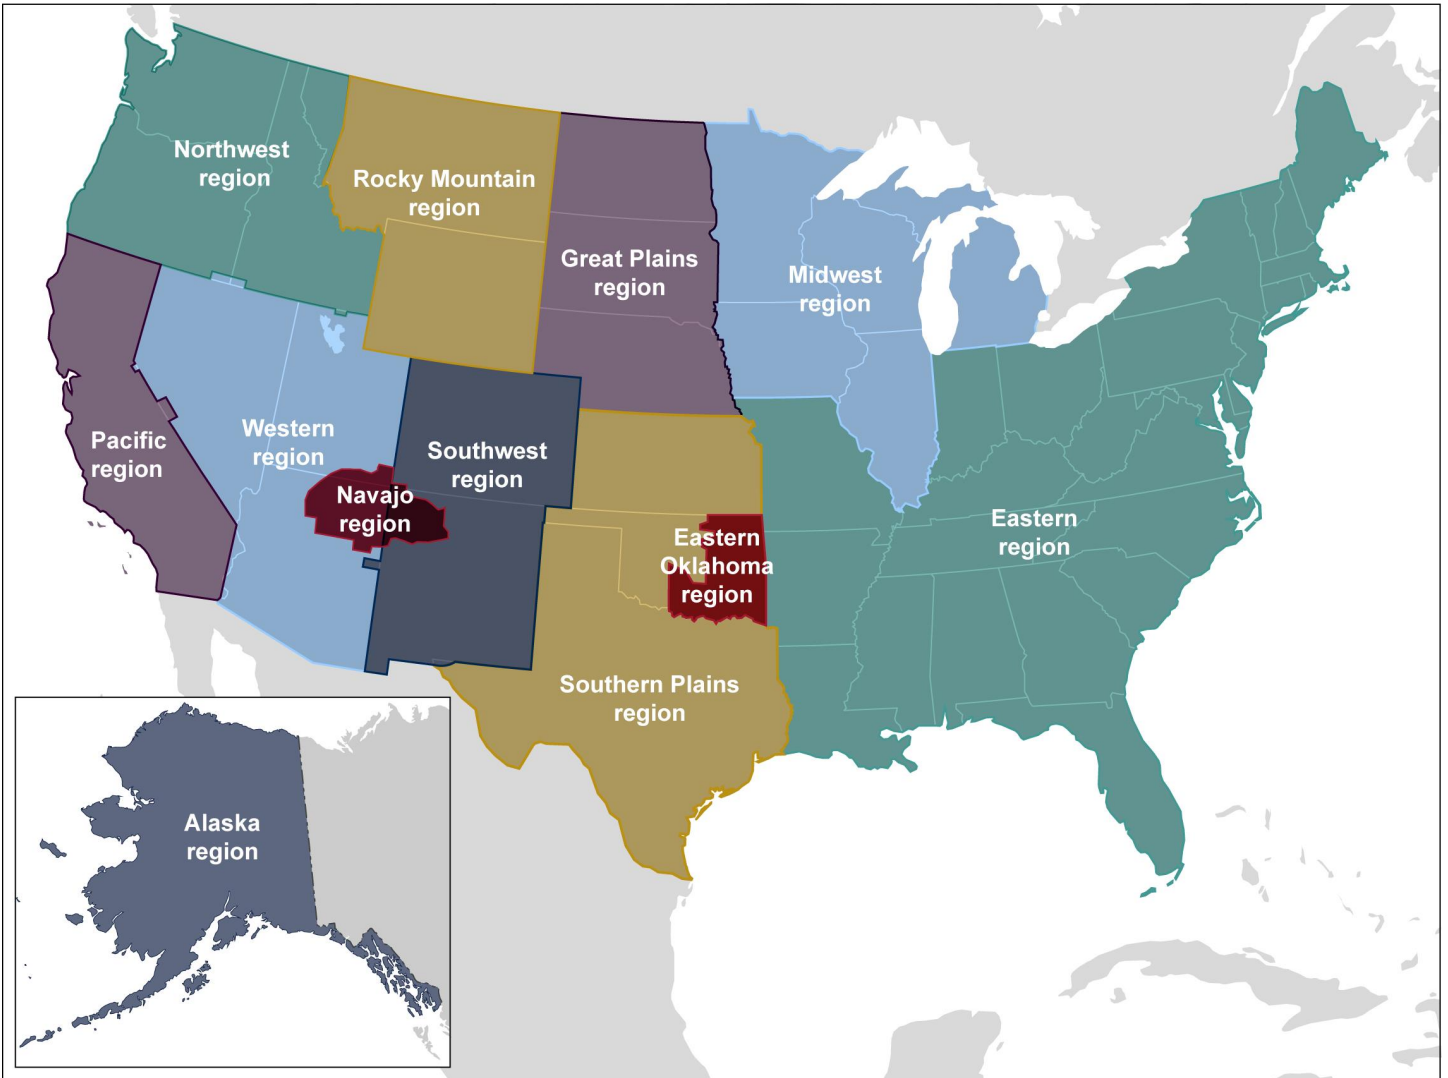 Northwest
region
Rocky Mountain
region
Great Plains
region
Midwest
region
Pacific
region
Western
region
Southwest
region
Navajo
region
Eastern
Oklahoma
region
Eastern
region
Southern Plains
region
Alaska
region